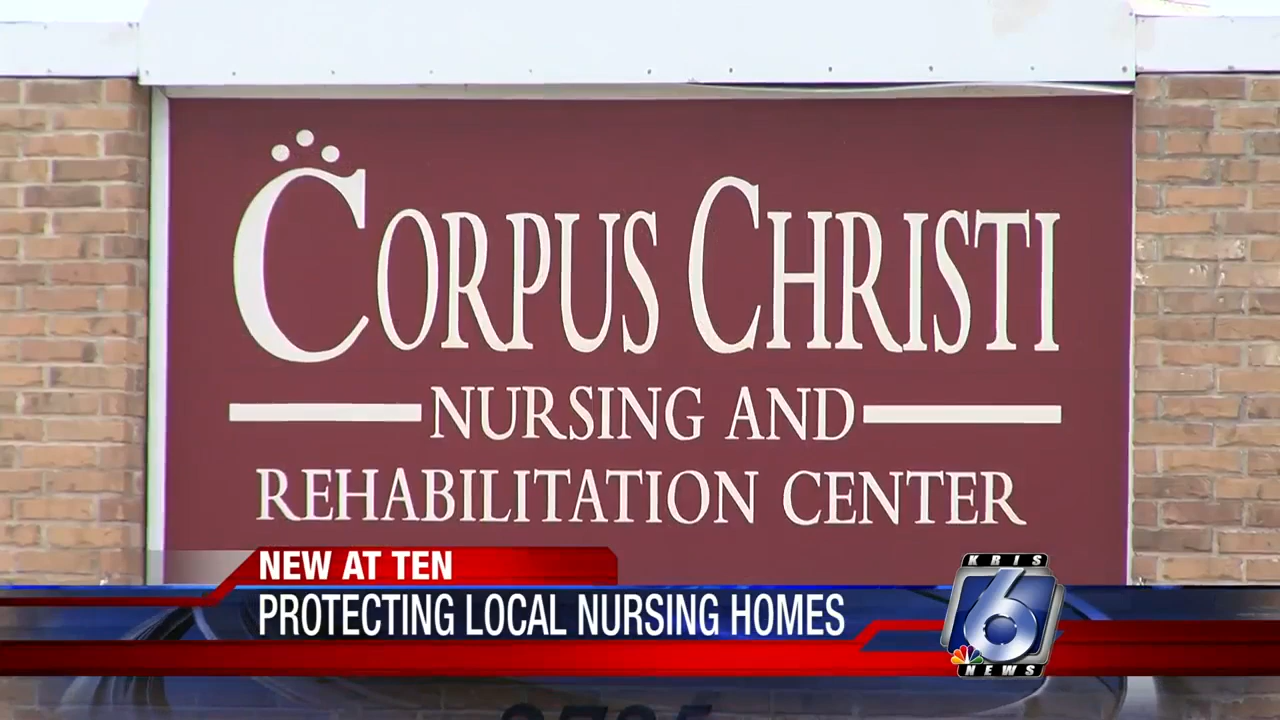 CORPUS CHRISTI
NURSING AND
REHABILITATION CENTER
NEW AT TEN
PROTECTING LOCAL NURSING HOMES
KRIS
6
NEWS